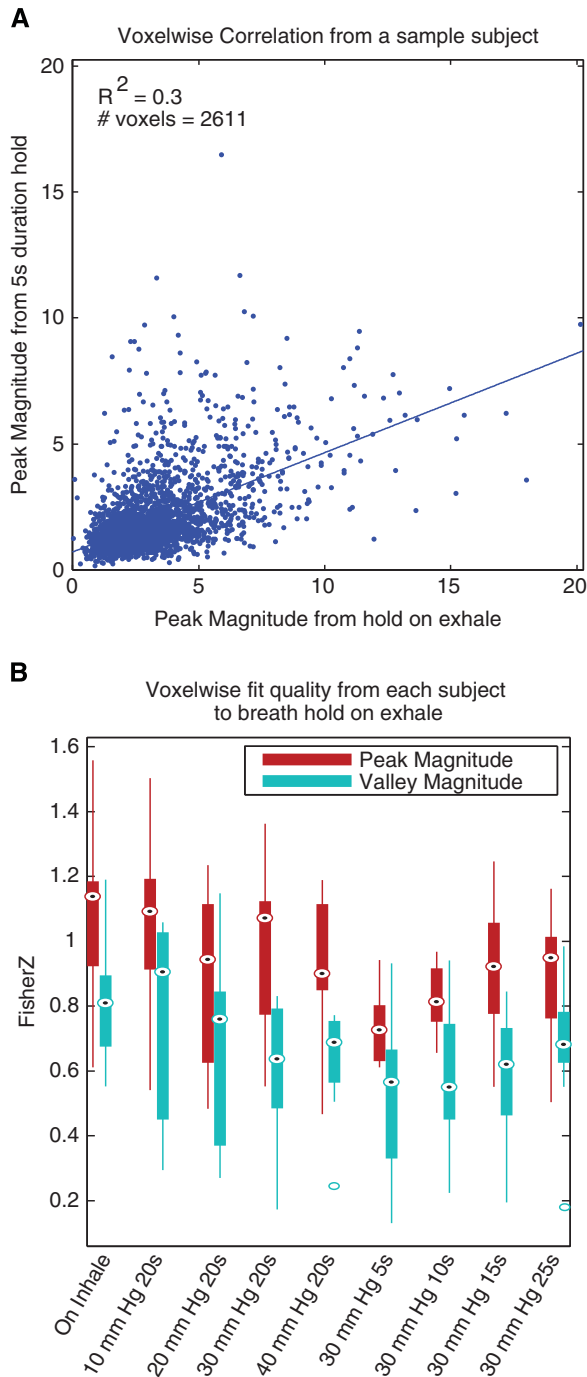 A
Voxelwise Correlation from a sample subject
R2 = 0.3
# voxels = 2611
20
15
10
5
0
Peak Magnitude from 5s duration hold
0 5 10 15 20
Peak Magnitude from hold on exhale
B
Voxelwise fit quality from each subject
to breath hold on exhale
Peak Magnitude
Valley Magnitude
1.6
1.4
1.2
1
0.8
0.6
0.4
0.2
FisherZ
On Inhale
10 mm Hg 20s
20 mm Hg 20s
30 mm Hg 20s
40 mm Hg 20s
30 mm Hg 5s
30 mm Hg 10s
30 mm Hg 15s
30 mm Hg 25s